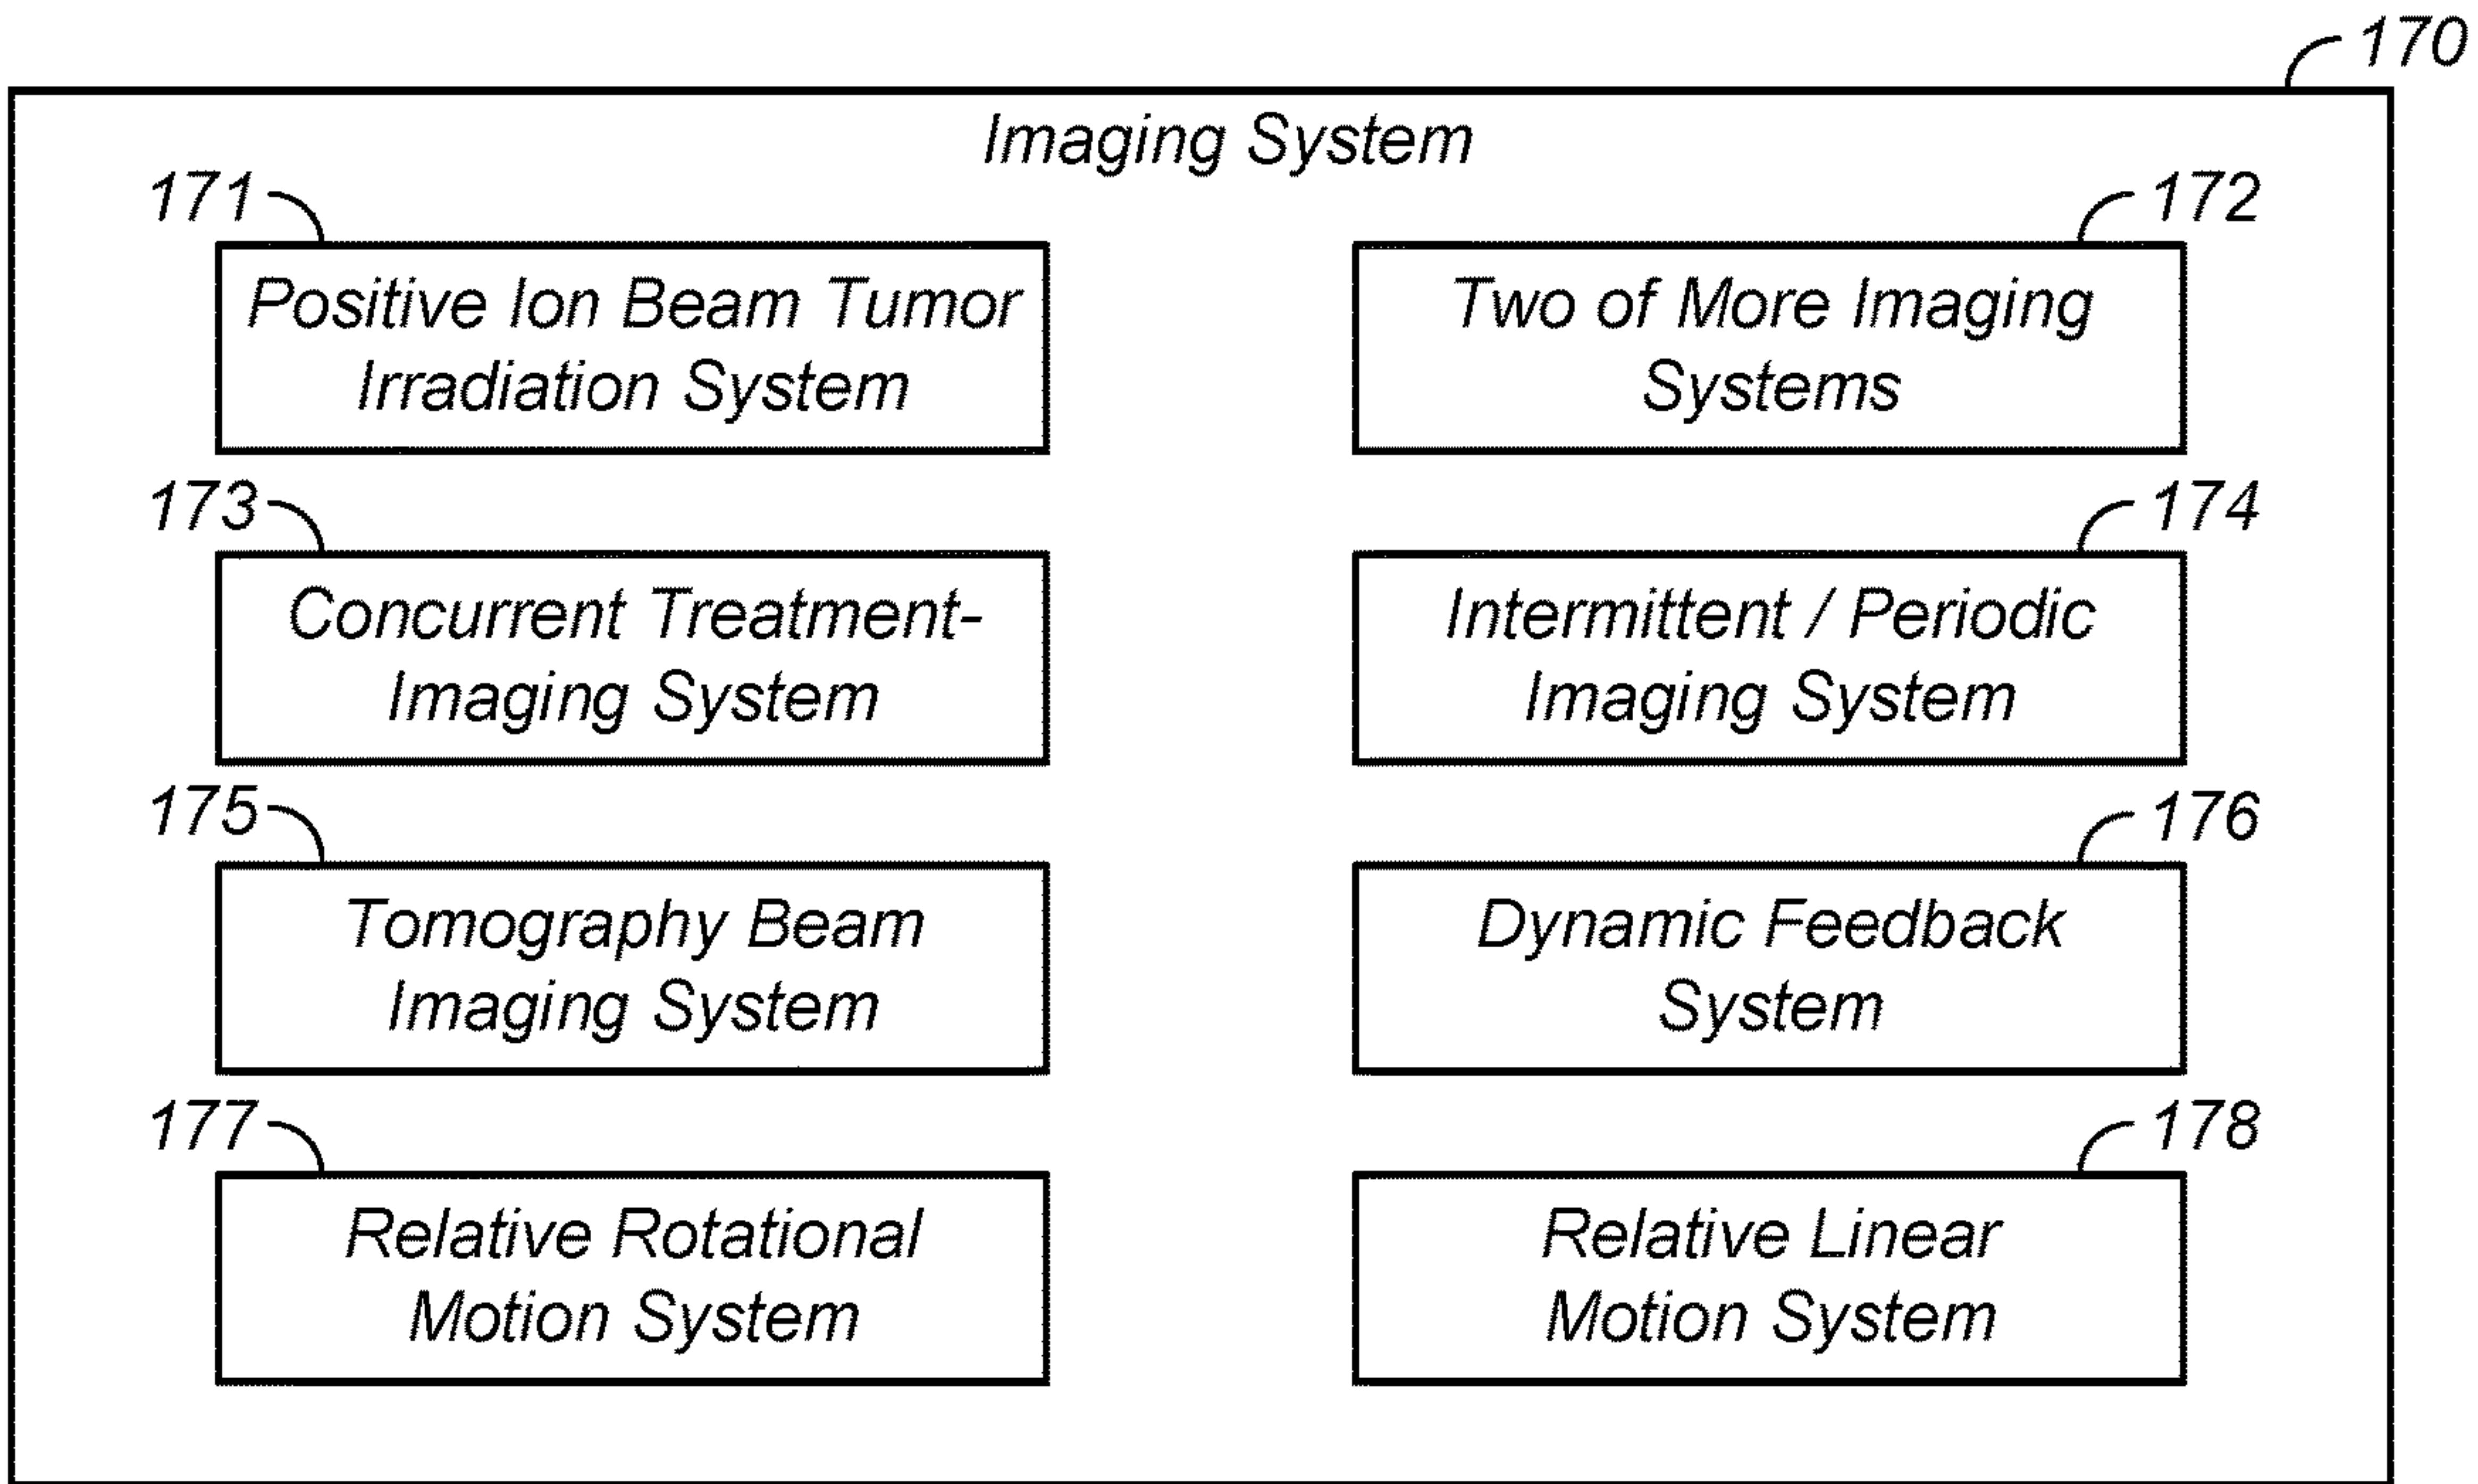 170
Imaging System
171
Positive Ion Beam Tumor
Irradiation System
172
Two of More Imaging
Systems
173
Concurrent Treatment-
Imaging System
174
Intermittent / Periodic
Imaging System
175
Tomography Beam
Imaging System
176
Dynamic Feedback
System
177
Relative Rotational
Motion System
178
Relative Linear
Motion System